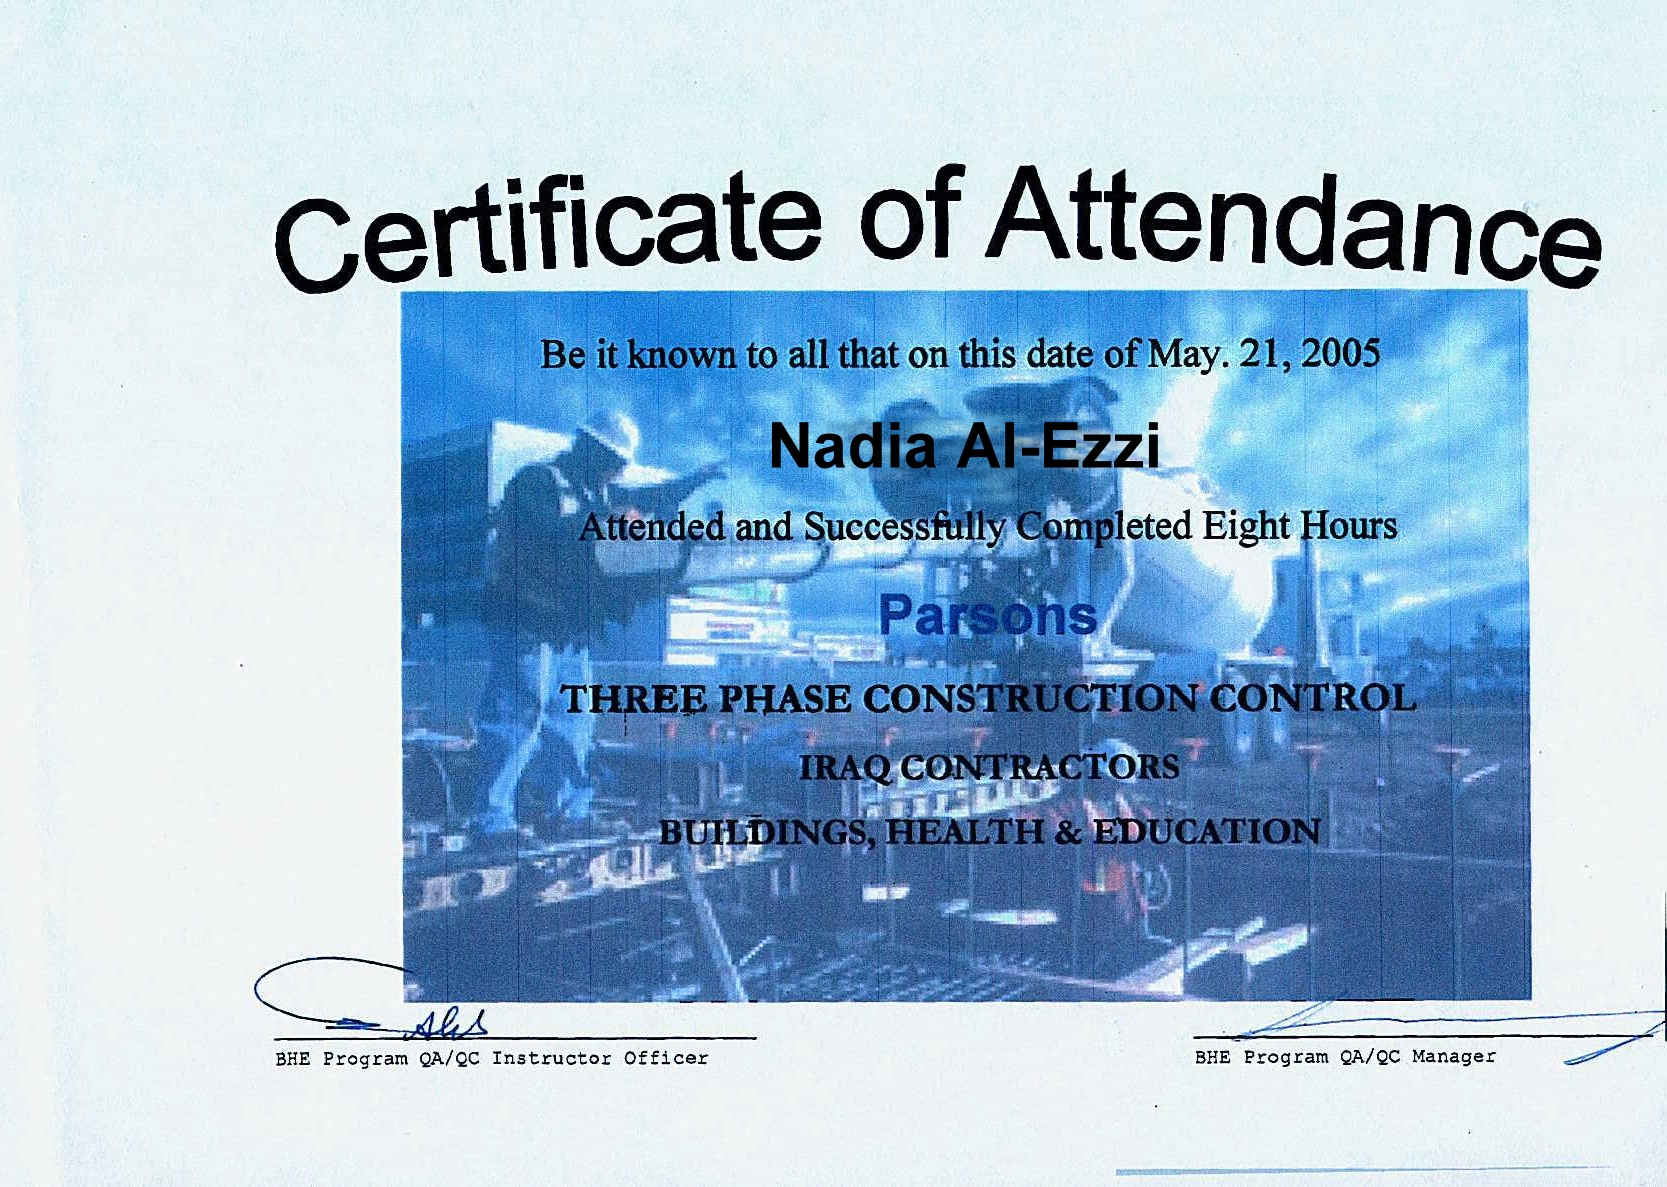 Certificate of Attendance
Be it known to all that on this date of May. 21, 2005
Nadia Al-Ezzi
Attended and Successfully Completed Eight Hours
Parsons
THREE PHASE CONSTRUCTION CONTROL
IRAQ CONTRACTORS
BUILDINGS, HEALTH & EDUCATION
BHE Program QA/QC Instructor Officer
BHE Program QA/QC Manager